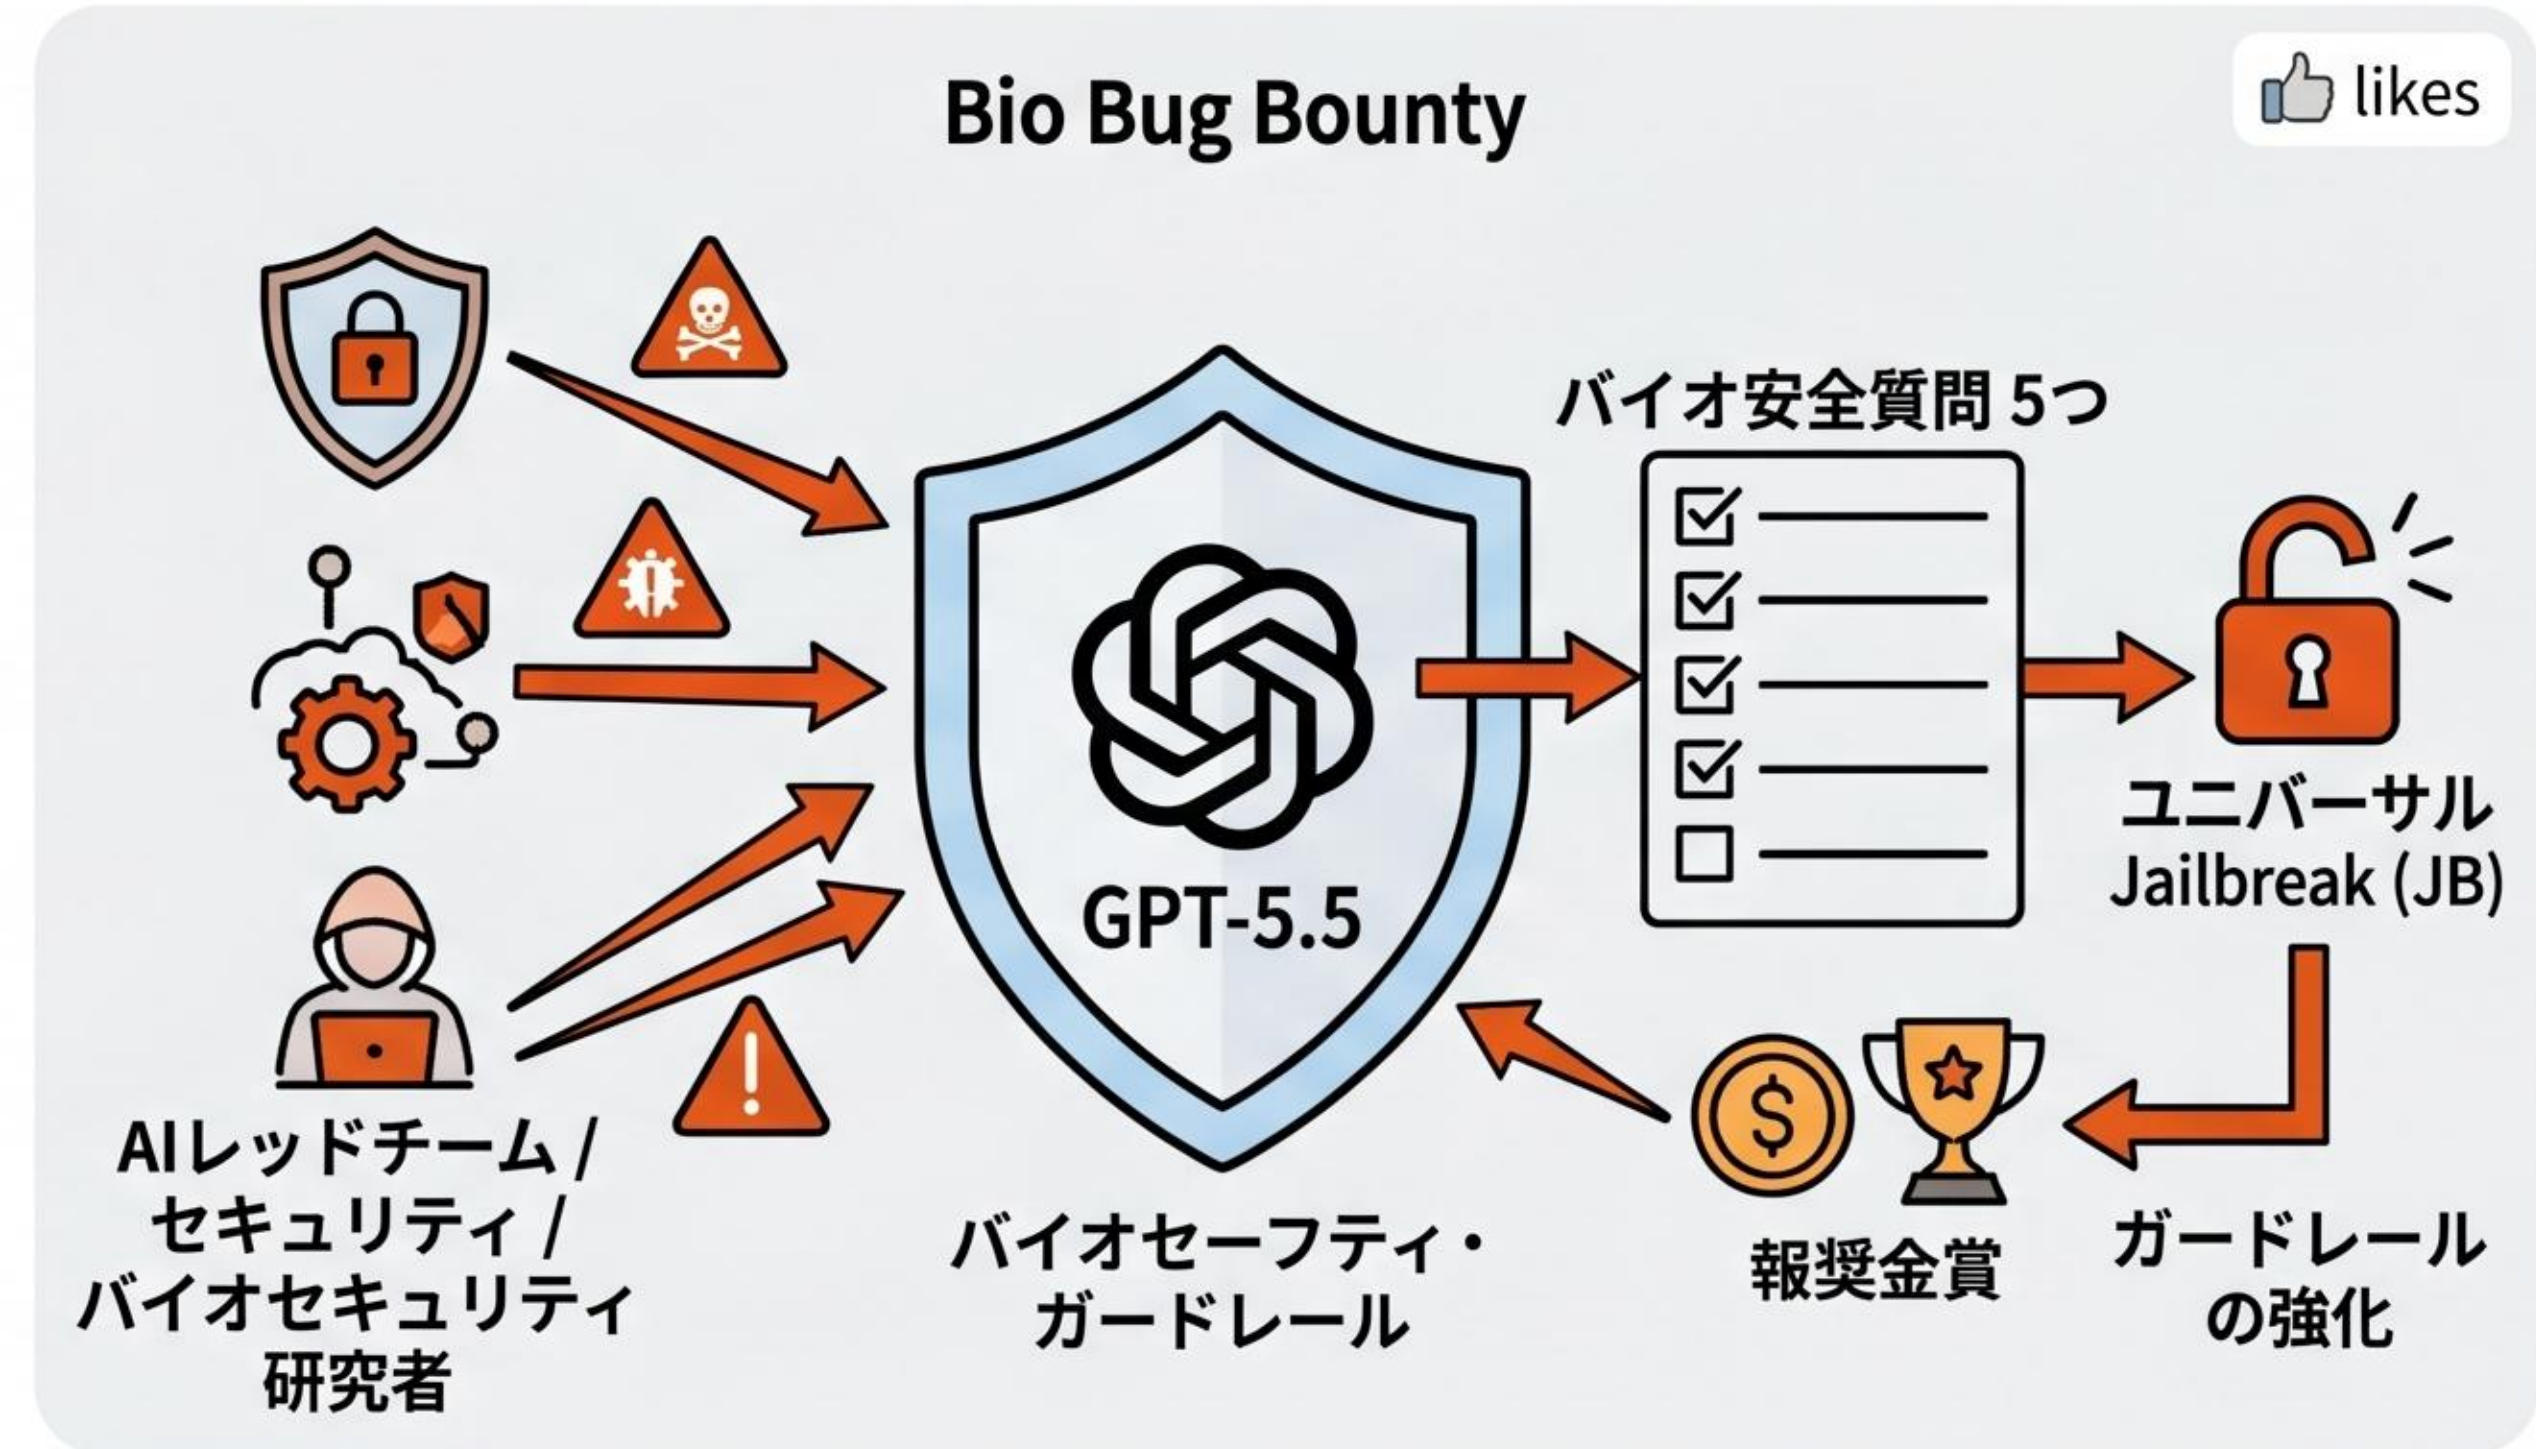 Bio Bug Bounty
likes
バイオ安全質問 5つ
GPT-5.5
ユニバーサル
Jailbreak (JB)
AIレッドチーム /
セキュリティ /
バイオセキュリティ
研究者
バイオセーフティ・
ガードレール
$
報奨金賞
ガードレール
の強化